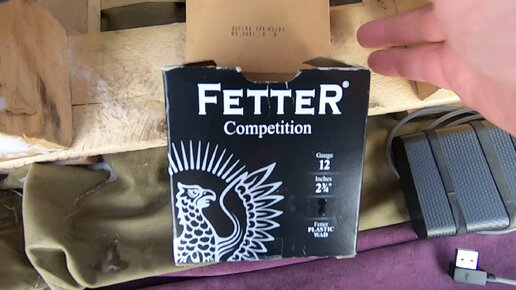 FETTER®
Competition
Gauge
12
Inches
2¾"
Fetter
PLASTIC
WAD